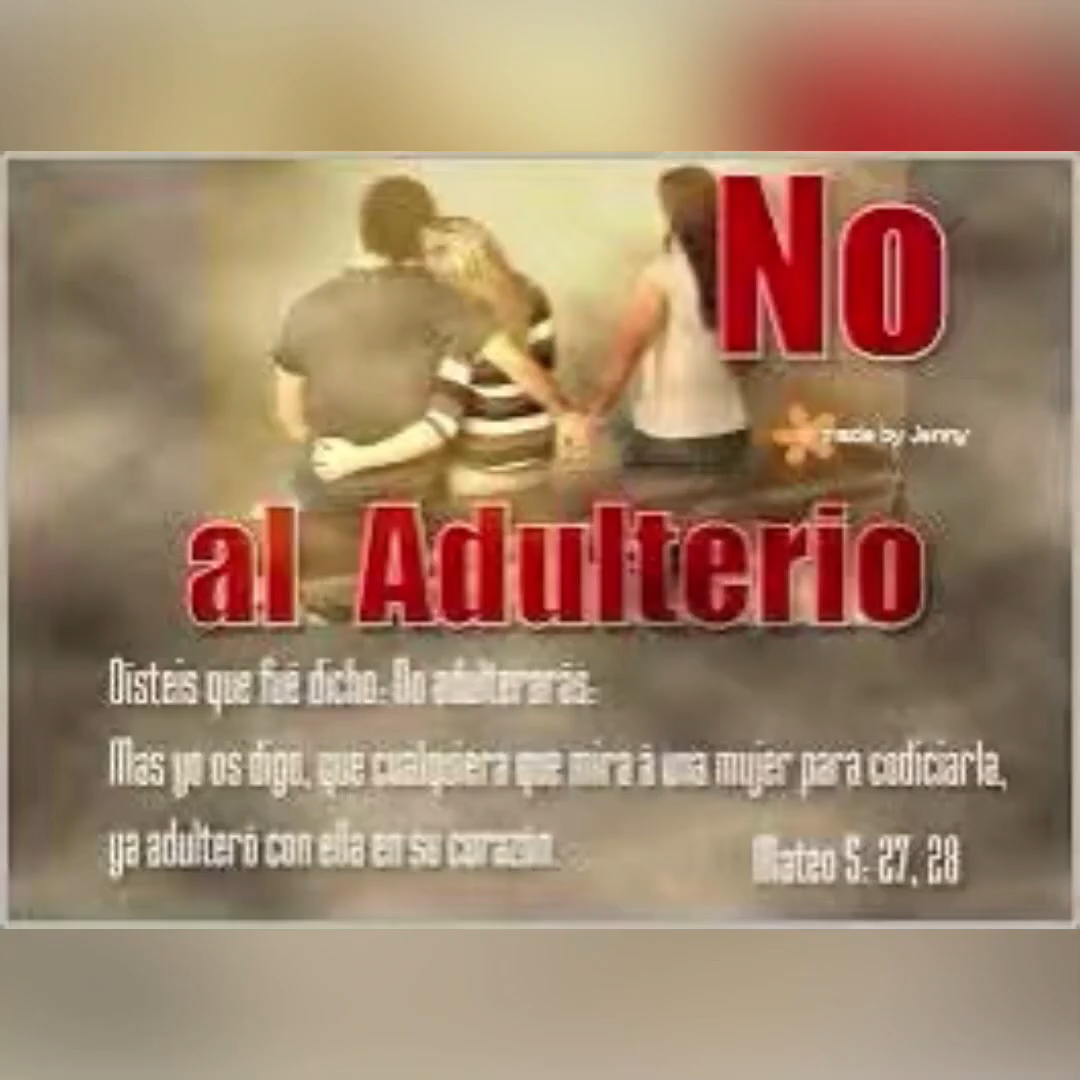 No
made by Jenny
al Adulterio
Oisteis que fué dicho: No adulterarás:
Mas yo os digo, que cualquiera que mira á una mujer para codiciarla,
ya adulteró con ella en su corazón.
Mateo 5: 27, 28